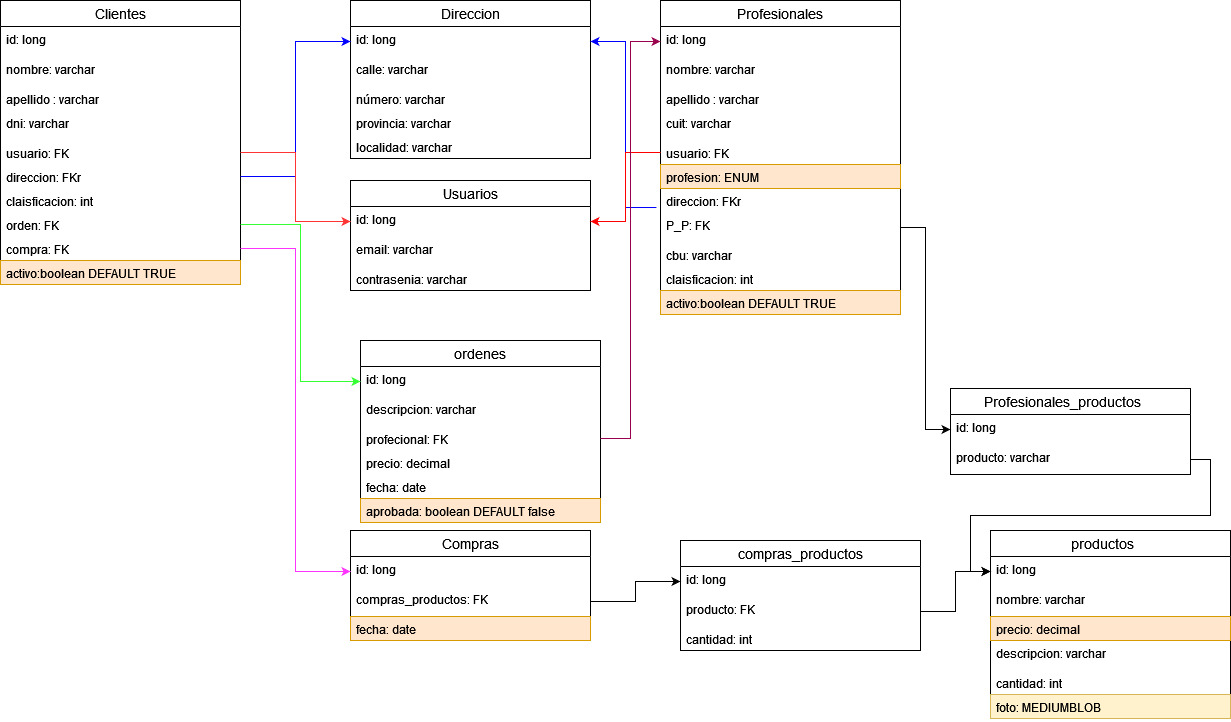 Clientes
id: long
nombre: varchar
apellido : varchar
dni: varchar
usuario: FK
direccion: FKr
claisficacion: int
orden: FK
compra: FK
activo:boolean DEFAULT TRUE
Direccion
id: long
calle: varchar
número: varchar
provincia: varchar
localidad: varchar
Usuarios
id: long
email: varchar
contrasenia: varchar
Profesionales
id: long
nombre: varchar
apellido : varchar
cuit: varchar
usuario: FK
profesion: ENUM
direccion: FKr
P_P: FK
cbu: varchar
claisficacion: int
activo:boolean DEFAULT TRUE
ordenes
id: long
descripcion: varchar
profecional: FK
precio: decimal
fecha: date
aprobada: boolean DEFAULT false
Profesionales_productos
id: long
producto: varchar
Compras
id: long
compras_productos: FK
fecha: date
compras_productos
id: long
producto: FK
cantidad: int
productos
id: long
nombre: varchar
precio: decimal
descripcion: varchar
cantidad: int
foto: MEDIUMBLOB